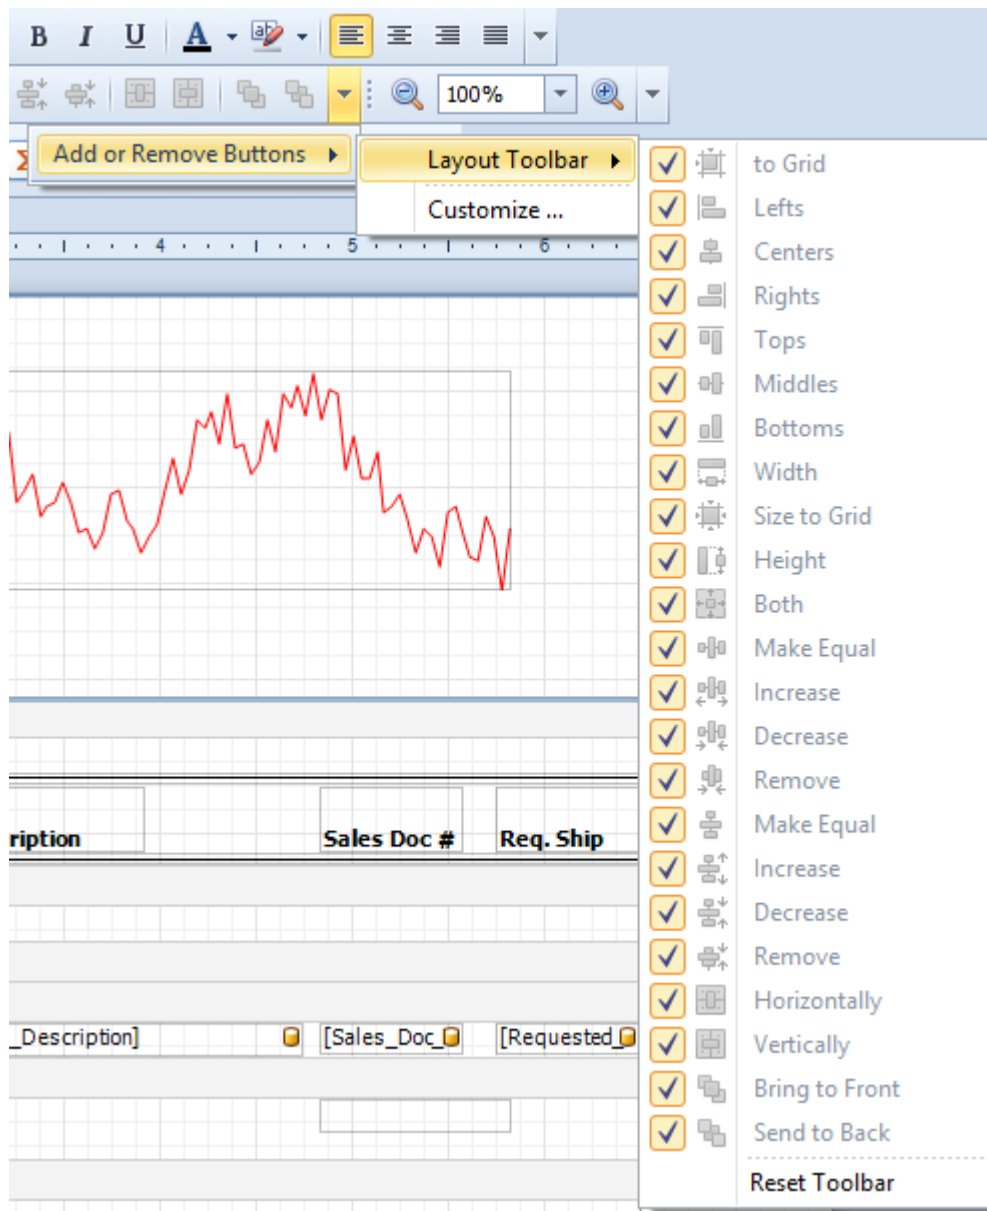 B I U A ab
100%
Add or Remove Buttons
Layout Toolbar
Customize ...
4 5 6
to Grid
Lefts
Centers
Rights
Tops
Middles
Bottoms
Width
Size to Grid
Height
Both
Make Equal
Increase
Decrease
Remove
Make Equal
Increase
Decrease
Remove
Horizontally
Vertically
Bring to Front
Send to Back
Reset Toolbar
ription Sales Doc # Req. Ship
_Description] [Sales_Doc_ [Requested_